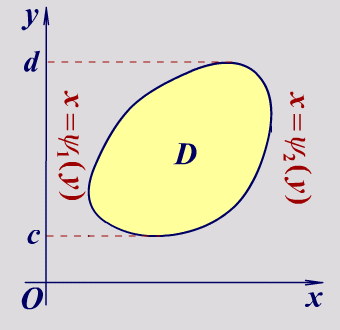 y
d
x = ψ₁(y)
x = ψ₂(y)
D
c
O
x